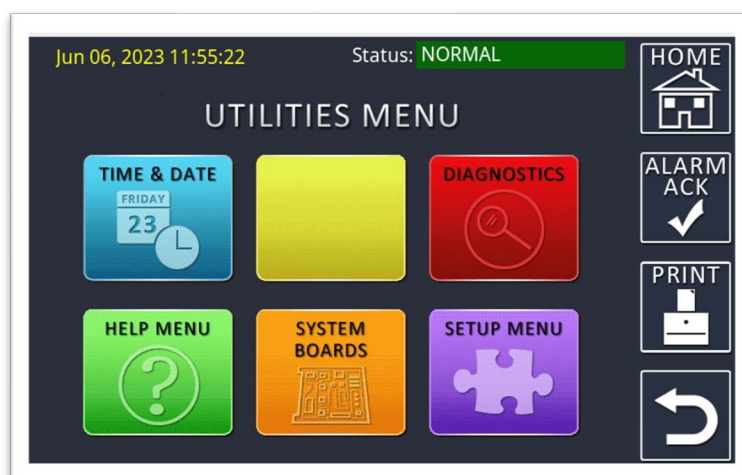 Jun 06, 2023 11:55:22
Status: NORMAL
HOME
UTILITIES MENU
TIME & DATE
FRIDAY
23
DIAGNOSTICS
ALARM
ACK
PRINT
HELP MENU
?
SYSTEM
BOARDS
SETUP MENU